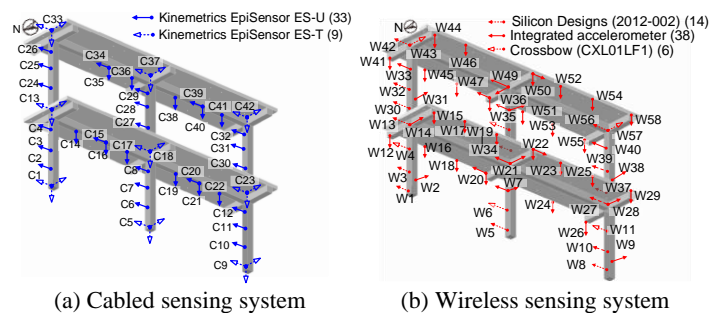 N
C33
Kinemetrics EpiSensor ES-U (33)
Kinemetrics EpiSensor ES-T (9)
C26
C34
C37
C25
C36
C35
C24
C29
C39
C13
C28
C38
C41
C42
C40
C4
C27
C32
C3
C14
C15
C31
C16
C17
C18
C2
C30
C8
C1
C20
C23
C7
C19
C22
C21
C6
C12
C11
C5
C10
C9
(a) Cabled sensing system
N
W44
Silicon Designs (2012-002) (14)
Integrated accelerometer (38)
Crossbow (CXL01LF1) (6)
W42
W43
W46
W41
W33
W45
W47
W49
W52
W32
W50
W54
W31
W36
W30
W51
W56
W58
W13
W15
W35
W53
W57
W14
W17
W19
W55
W40
W12
W4
W16
W34
W22
W39
W18
W21
W23
W25
W38
W3
W2
W20
W37
W1
W7
W29
W6
W24
W27
W28
W5
W26
W11
W10
W9
W8
(b) Wireless sensing system